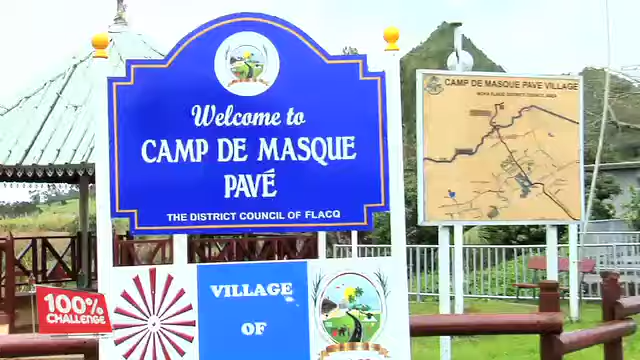 Welcome to
CAMP DE MASQUE
PAVÉ
THE DISTRICT COUNCIL OF FLACQ
CAMP DE MASQUE PAVE VILLAGE
MOKA FLACQ DISTRICT COUNCIL AREA
100%
CHALLENGE
VILLAGE
OF